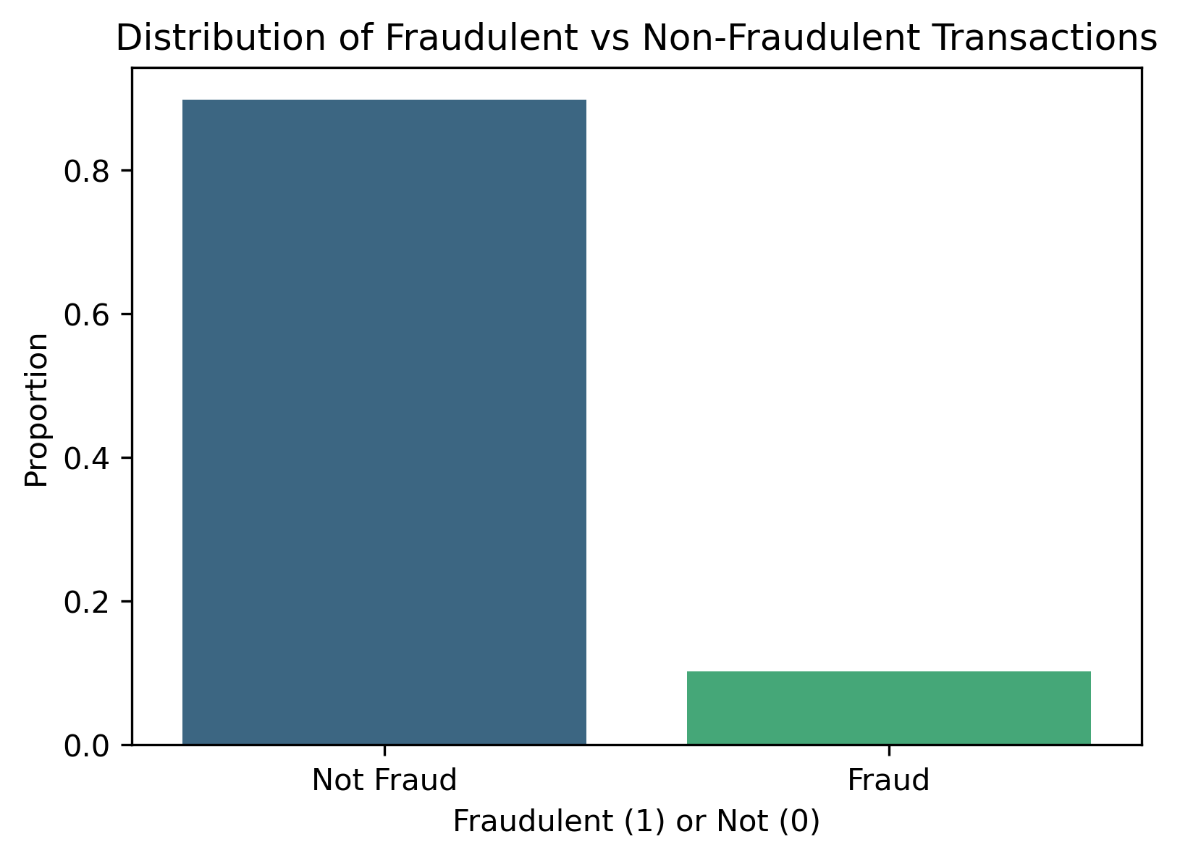 Distribution of Fraudulent vs Non-Fraudulent Transactions
0.8
0.6
0.4
0.2
0.0
Proportion
Not Fraud
Fraud
Fraudulent (1) or Not (0)